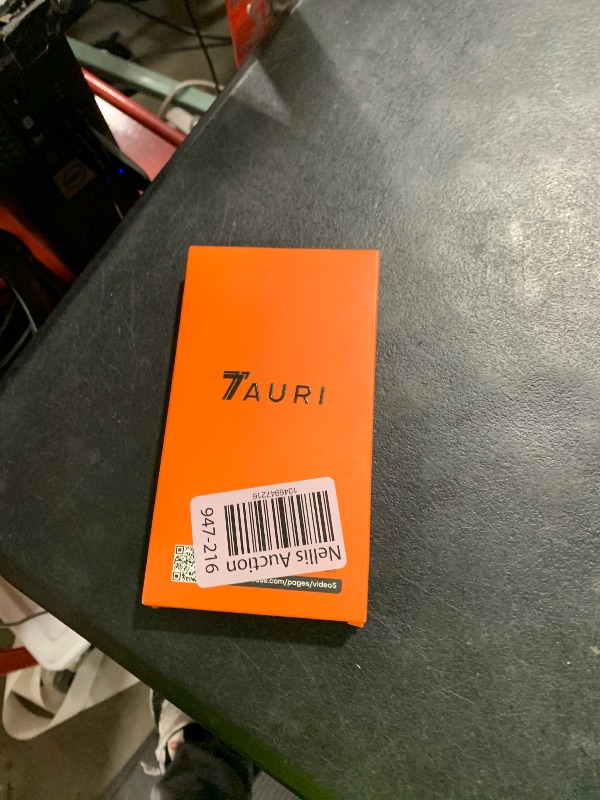 TAURI
1046947216
947-216
Nellis Auction
.com/pages/video5